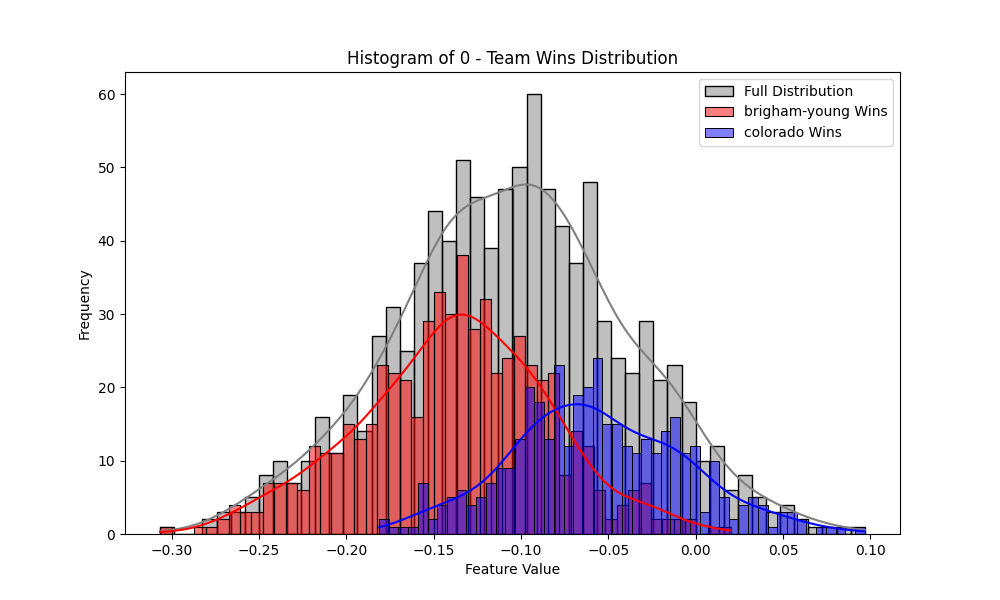 Histogram of 0 - Team Wins Distribution
Full Distribution
brigham-young Wins
colorado Wins
60
50
40
30
20
10
0
Frequency
−0.30
−0.25
−0.20
−0.15
−0.10
−0.05
0.00
0.05
0.10
Feature Value